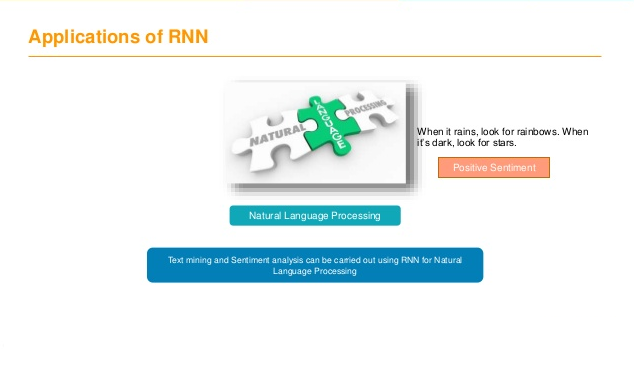 Applications of RNN
NATURAL
LANGUAGE
PROCESSING
When it rains, look for rainbows. When
it's dark, look for stars.
Positive Sentiment
Natural Language Processing
Text mining and Sentiment analysis can be carried out using RNN for Natural
Language Processing